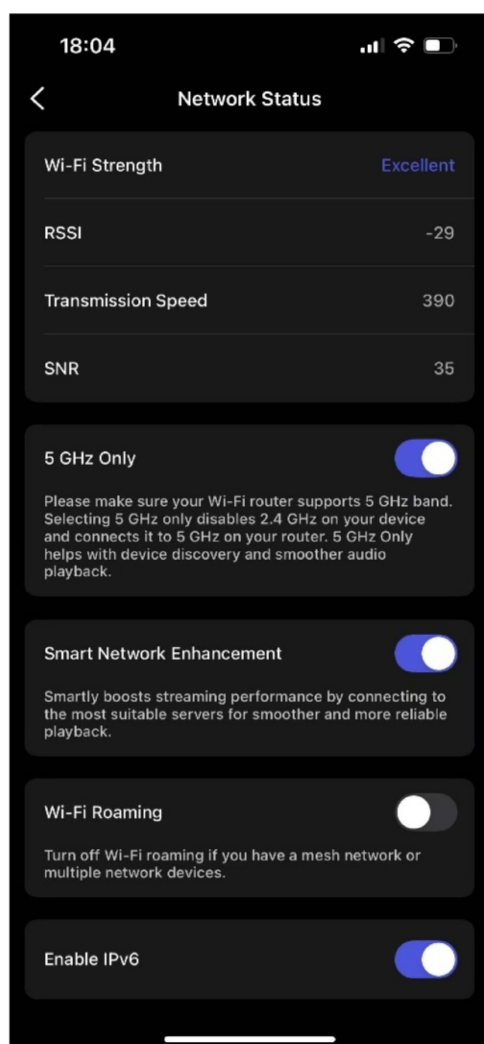 18:04
Network Status
Wi-Fi Strength Excellent
RSSI -29
Transmission Speed 390
SNR 35
5 GHz Only
Please make sure your Wi-Fi router supports 5 GHz band.
Selecting 5 GHz only disables 2.4 GHz on your device
and connects it to 5 GHz on your router. 5 GHz Only
helps with device discovery and smoother audio
playback.
Smart Network Enhancement
Smartly boosts streaming performance by connecting to
the most suitable servers for smoother and more reliable
playback.
Wi-Fi Roaming
Turn off Wi-Fi roaming if you have a mesh network or
multiple network devices.
Enable IPv6